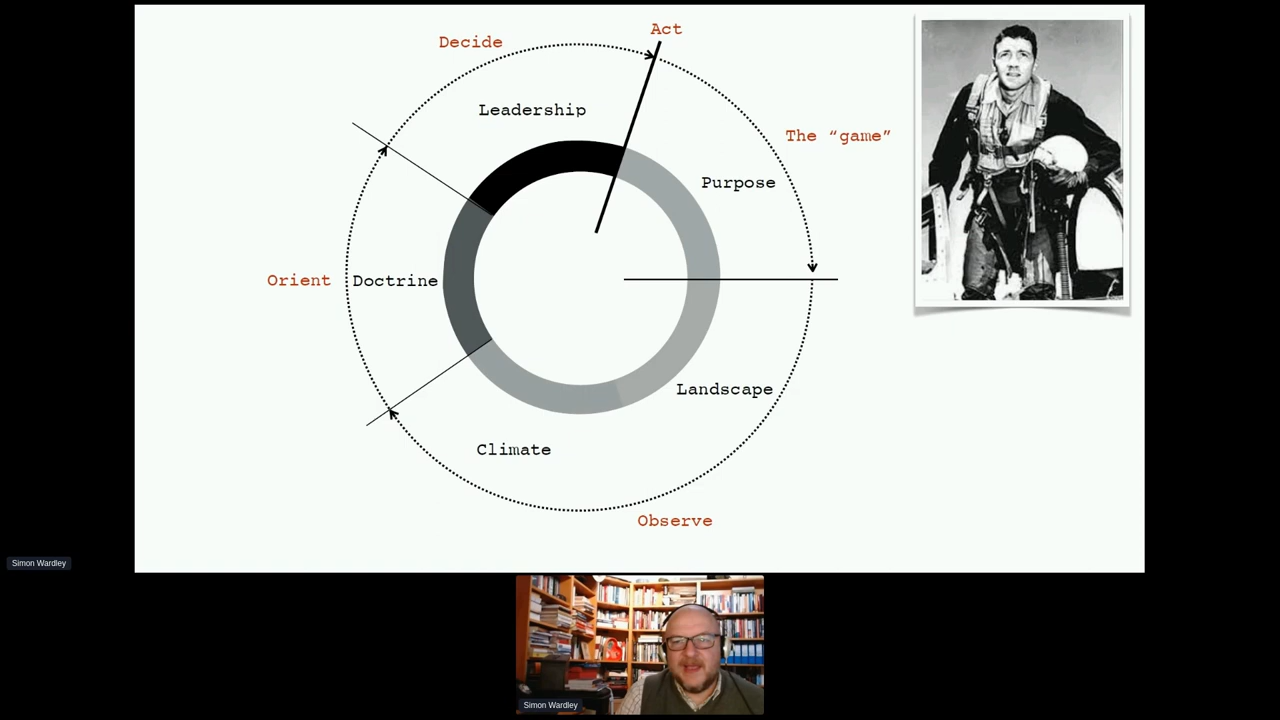 Act
Decide
Leadership
The “game”
Purpose
Orient
Doctrine
Landscape
Climate
Observe
Simon Wardley
Simon Wardley